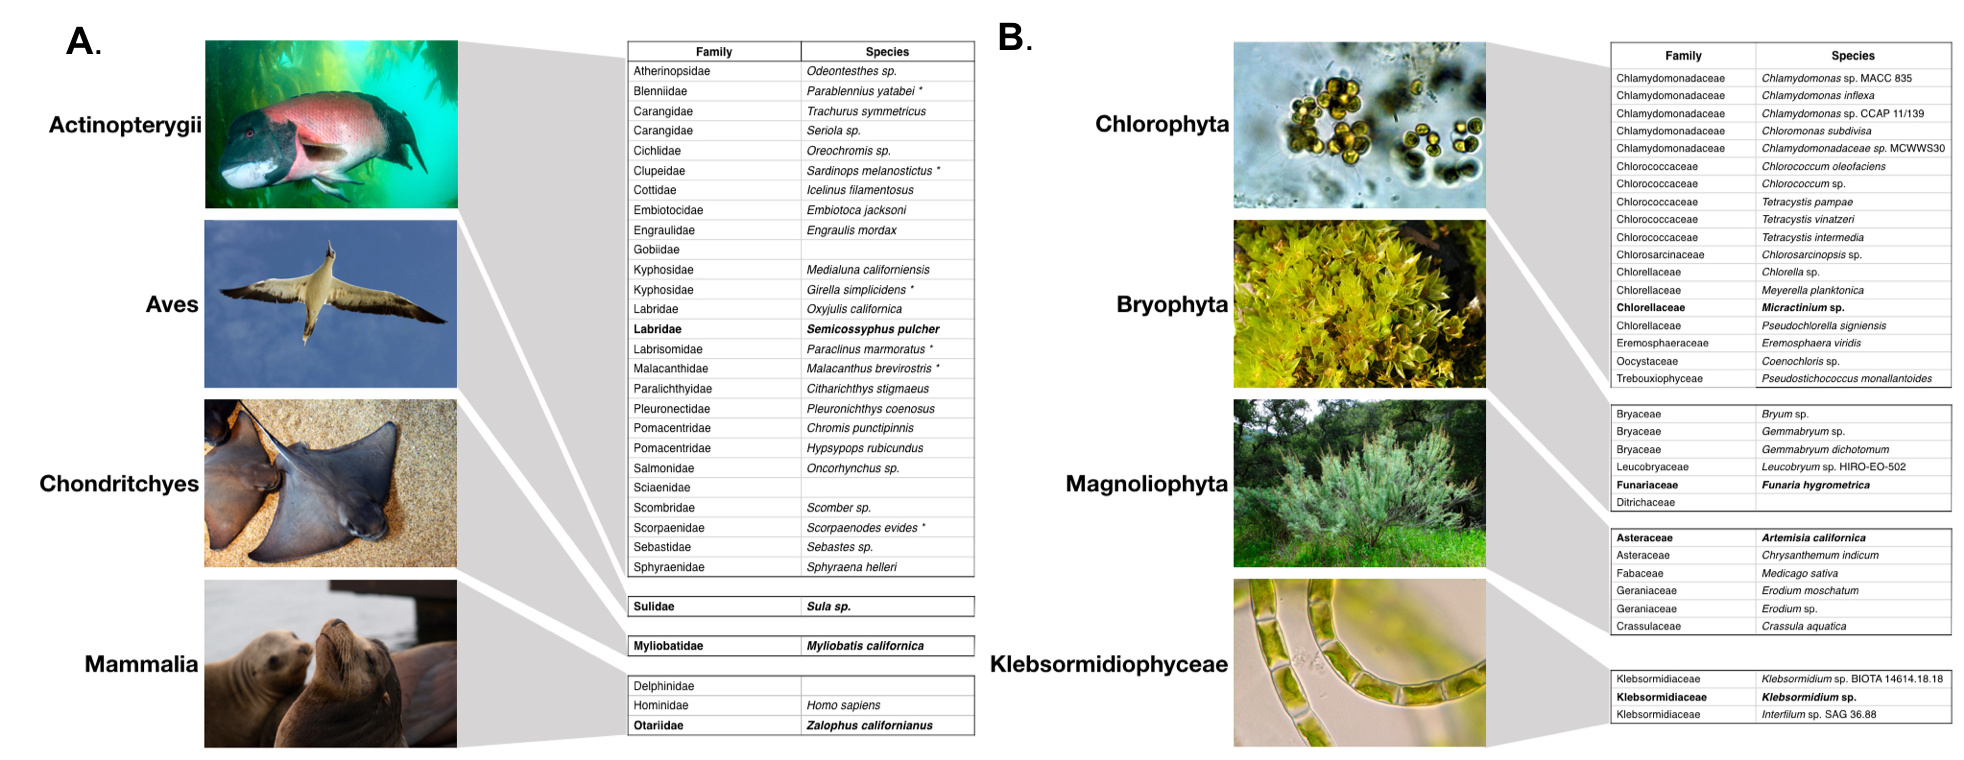 A.
Actinopterygii
Aves
Chondritchyes
Mammalia
Family Species
Atherinopsidae Odeontesthes sp.
Blenniidae Parablennius yatabei *
Carangidae Trachurus symmetricus
Carangidae Seriola sp.
Cichlidae Oreochromis sp.
Clupeidae Sardinops melanostictus *
Cottidae Icelinus filamentosus
Embiotocidae Embiotoca jacksoni
Engraulidae Engraulis mordax
Gobiidae
Kyphosidae Medialuna californiensis
Kyphosidae Girella simplicidens *
Labridae Oxyjulis californica
Labridae Semicossyphus pulcher
Labrisomidae Paraclinus marmoratus *
Malacanthidae Malacanthus brevirostris *
Paralichthyidae Citharichthys stigmaeus
Pleuronectidae Pleuronichthys coenosus
Pomacentridae Chromis punctipinnis
Pomacentridae Hypsypops rubicundus
Salmonidae Oncorhynchus sp.
Sciaenidae
Scombridae Scomber sp.
Scorpaenidae Scorpaenodes evides *
Sebastidae Sebastes sp.
Sphyraenidae Sphyraena helleri
Sulidae Sula sp.
Myliobatidae Myliobatis californica
Delphinidae
Hominidae Homo sapiens
Otariidae Zalophus californianus
B.
Chlorophyta
Bryophyta
Magnoliophyta
Klebsormidiophyceae
Family Species
Chlamydomonadaceae Chlamydomonas sp. MACC 835
Chlamydomonadaceae Chlamydomonas inflexa
Chlamydomonadaceae Chlamydomonas sp. CCAP 11/139
Chlamydomonadaceae Chloromonas subdivisa
Chlamydomonadaceae Chlamydomonadaceae sp. MCWWS30
Chlorococcaceae Chlorococcum oleofaciens
Chlorococcaceae Chlorococcum sp.
Chlorococcaceae Tetracystis pampae
Chlorococcaceae Tetracystis vinatzeri
Chlorococcaceae Tetracystis intermedia
Chlorosarcinaceae Chlorosarcinopsis sp.
Chlorellaceae Chlorella sp.
Chlorellaceae Meyerella planktonica
Chlorellaceae Micractinium sp.
Chlorellaceae Pseudochlorella signiensis
Eremosphaeraceae Eremosphaera viridis
Oocystaceae Coenochloris sp.
Trebouxiophyceae Pseudostichococcus monallantoides
Bryaceae Bryum sp.
Bryaceae Gemmabryum sp.
Bryaceae Gemmabryum dichotomum
Leucobryaceae Leucobryum sp. HIRO-EO-502
Funariaceae Funaria hygrometrica
Ditrichaceae
Asteraceae Artemisia californica
Asteraceae Chrysanthemum indicum
Fabaceae Medicago sativa
Geraniaceae Erodium moschatum
Geraniaceae Erodium sp.
Crassulaceae Crassula aquatica
Klebsormidiaceae Klebsormidium sp. BIOTA 14614.18.18
Klebsormidiaceae Klebsormidium sp.
Klebsormidiaceae Interfilum sp. SAG 36.88